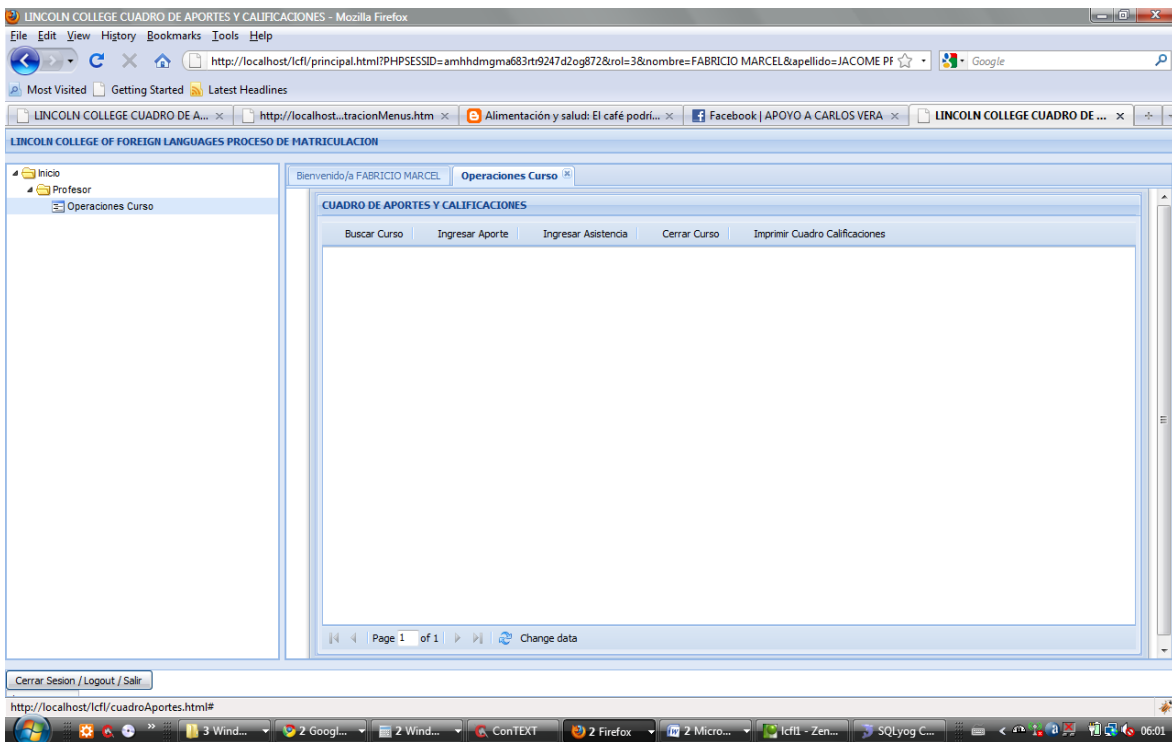 LINCOLN COLLEGE CUADRO DE APORTES Y CALIFICACIONES - Mozilla Firefox
File Edit View History Bookmarks Tools Help
http://localhost/lcfl/principal.html?PHPSESSID=amhhdmgma683rtr9247d2og872&rol=3&nombre=FABRICIO MARCEL&apellido=JACOME PF
Google
Most Visited Getting Started Latest Headlines
LINCOLN COLLEGE CUADRO DE A... http://localhost...tracionMenus.htm Alimentación y salud: El café podrí... Facebook | APOYO A CARLOS VERA LINCOLN COLLEGE CUADRO DE ...
LINCOLN COLLEGE OF FOREIGN LANGUAGES PROCESO DE MATRICULACION
Inicio
Profesor
Operaciones Curso
Bienvenido/a FABRICIO MARCEL Operaciones Curso
CUADRO DE APORTES Y CALIFICACIONES
Buscar Curso Ingresar Aporte Ingresar Asistencia Cerrar Curso Imprimir Cuadro Calificaciones
Page 1 of 1 Change data
Cerrar Sesion / Logout / Salir
http://localhost/lcfl/cuadroAportes.html#
3 Wind... 2 Googl... 2 Wind... ConTEXT 2 Firefox 2 Micro... lcfl1 - Zen... SQLyog C... 06:01